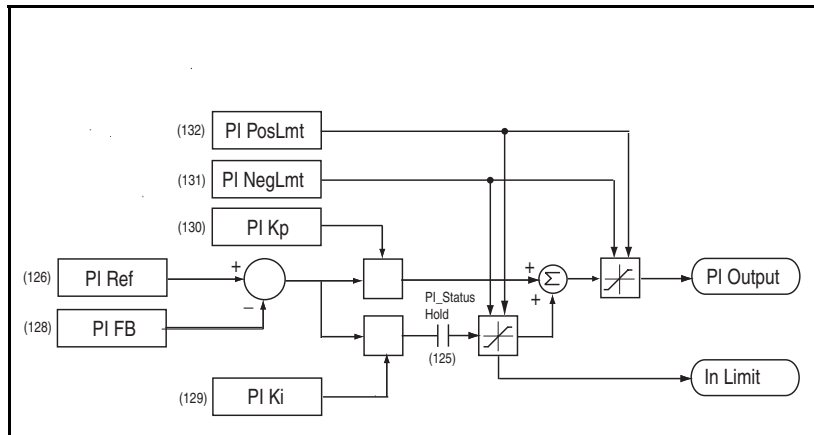 (132) PI PosLmt
(131) PI NegLmt
(130) PI Kp
(126) PI Ref
+
−
(128) PI FB
PI_Status
Hold
(125)
+
Σ
+
PI Output
(129) PI Ki
In Limit